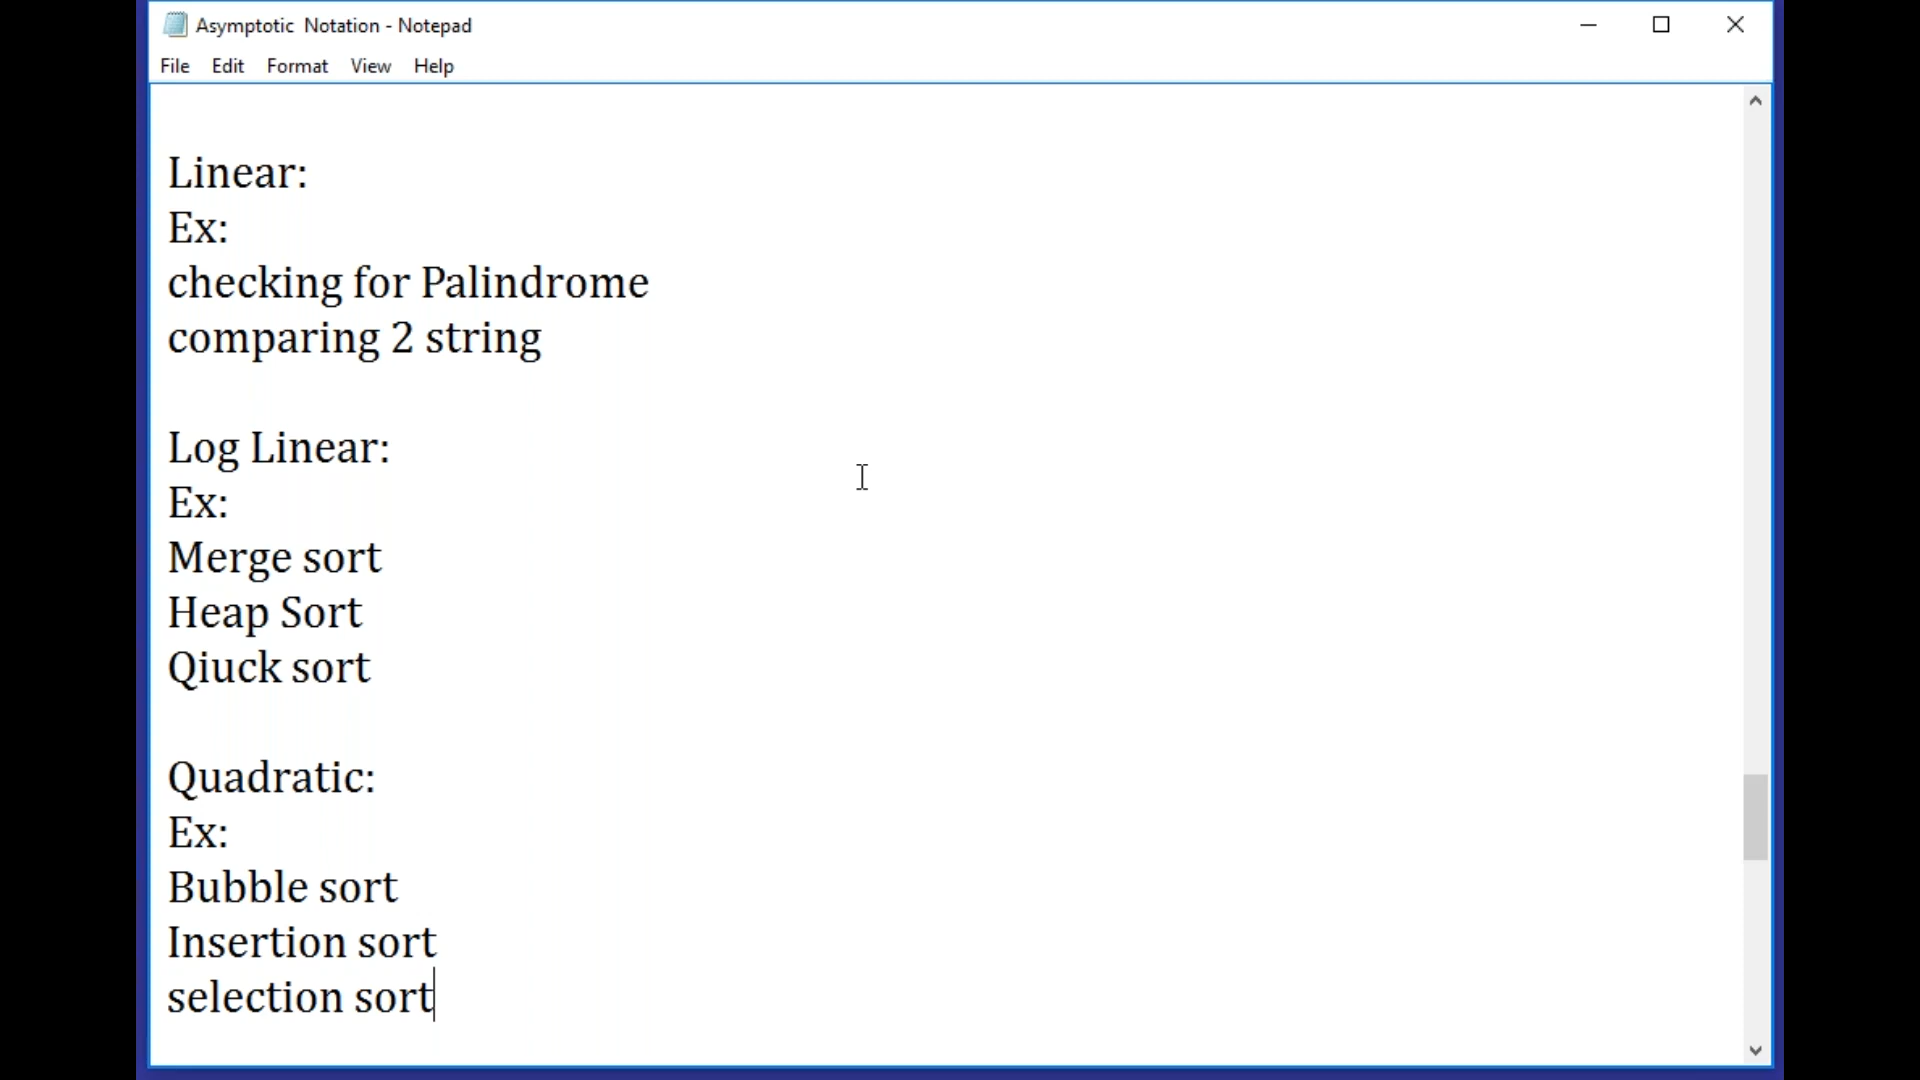 Asymptotic  Notation - Notepad
File Edit Format View Help
Linear:
Ex:
checking for Palindrome
comparing 2 string
Log Linear:
Ex:
Merge sort
Heap Sort
Qiuck sort
Quadratic:
Ex:
Bubble sort
Insertion sort
selection sort